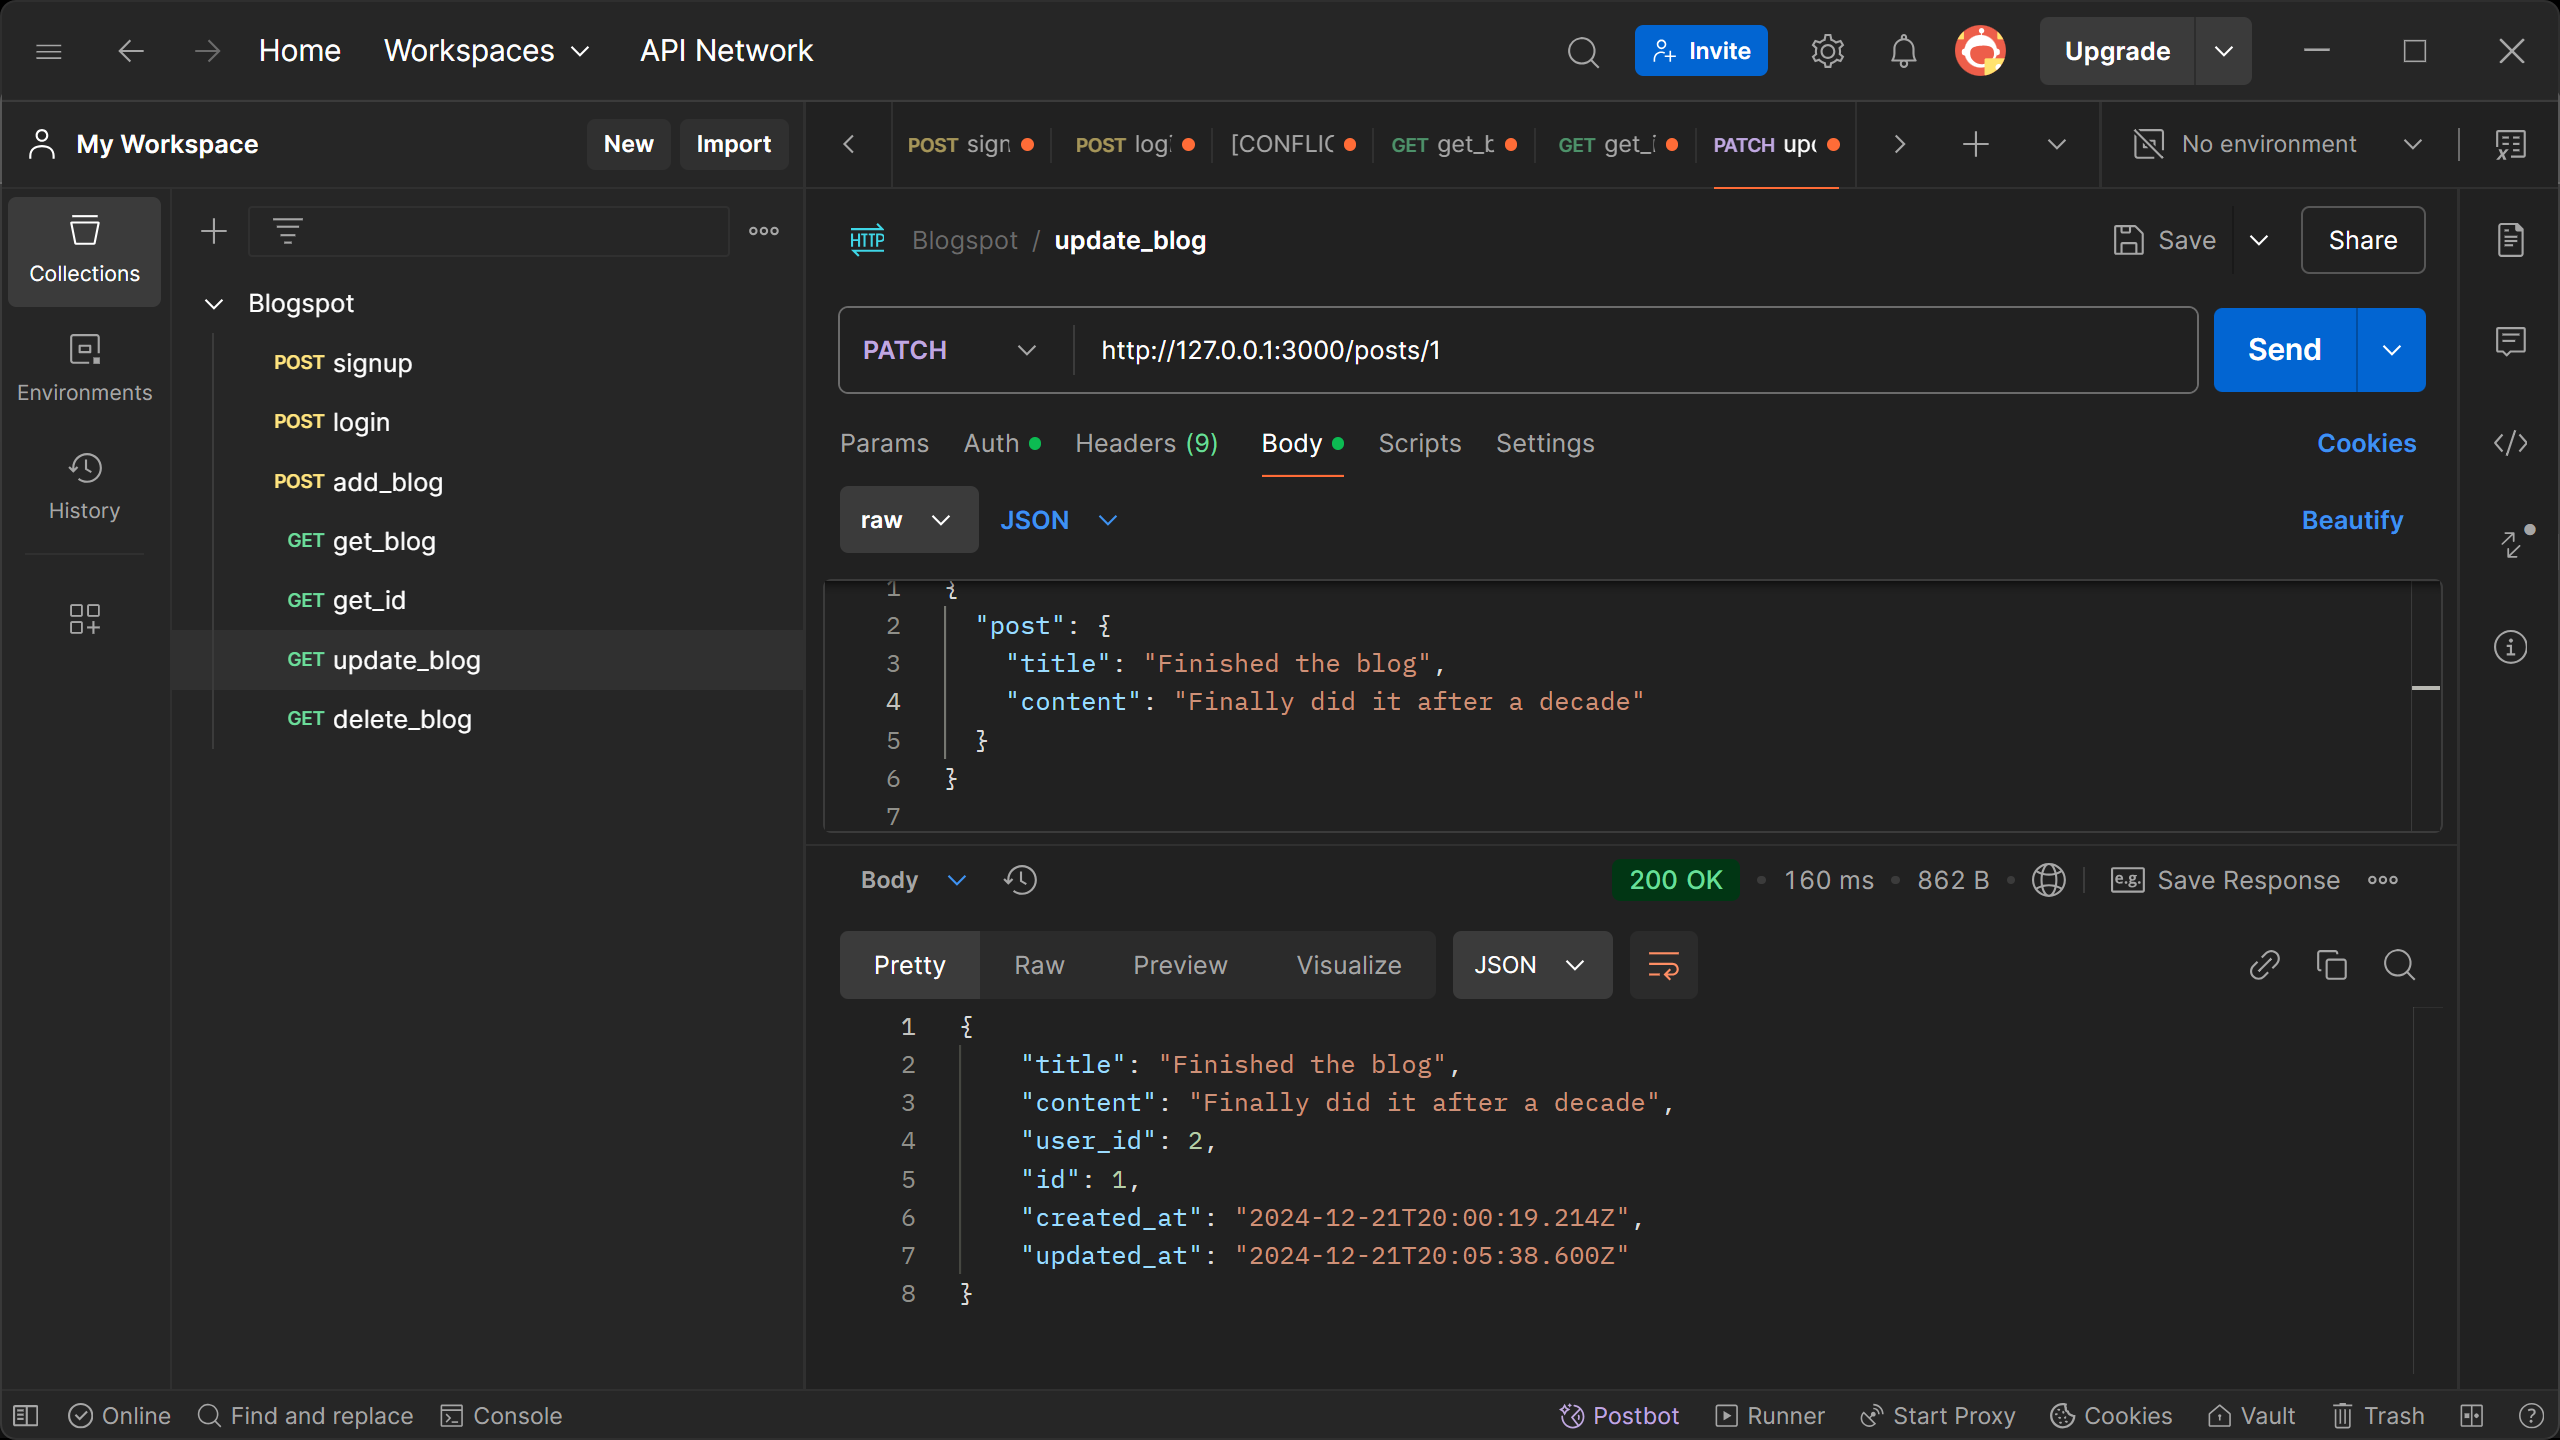 Home Workspaces API Network Invite Upgrade
My Workspace New Import POST sign POST log [CONFLIC GET get_b GET get_i PATCH up No environment
Collections
Environments
History
Blogspot
POST signup
POST login
POST add_blog
GET get_blog
GET get_id
GET update_blog
GET delete_blog
HTTP Blogspot / update_blog Save Share
PATCH http://127.0.0.1:3000/posts/1 Send
Params Auth Headers (9) Body Scripts Settings Cookies
raw JSON Beautify
1 {
2 "post": {
3 "title": "Finished the blog",
4 "content": "Finally did it after a decade"
5 }
6 }
7
Body 200 OK 160 ms 862 B e.g. Save Response
Pretty Raw Preview Visualize JSON
1 {
2 "title": "Finished the blog",
3 "content": "Finally did it after a decade",
4 "user_id": 2,
5 "id": 1,
6 "created_at": "2024-12-21T20:00:19.214Z",
7 "updated_at": "2024-12-21T20:05:38.600Z"
8 }
Online Find and replace Console Postbot Runner Start Proxy Cookies Vault Trash